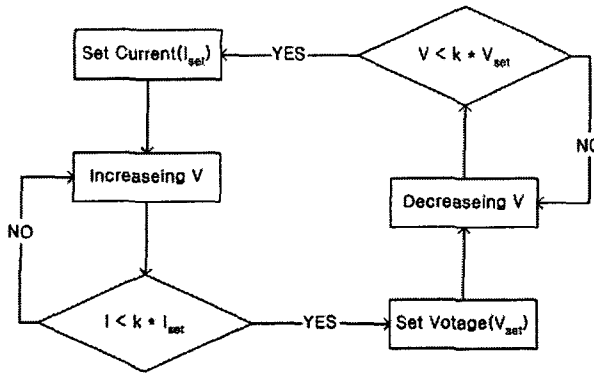 Set Current(Iset)
YES
V < k * Vset
NO
Increaseing V
Decreaseing V
NO
I < k * Iset
YES
Set Votage(Vset)